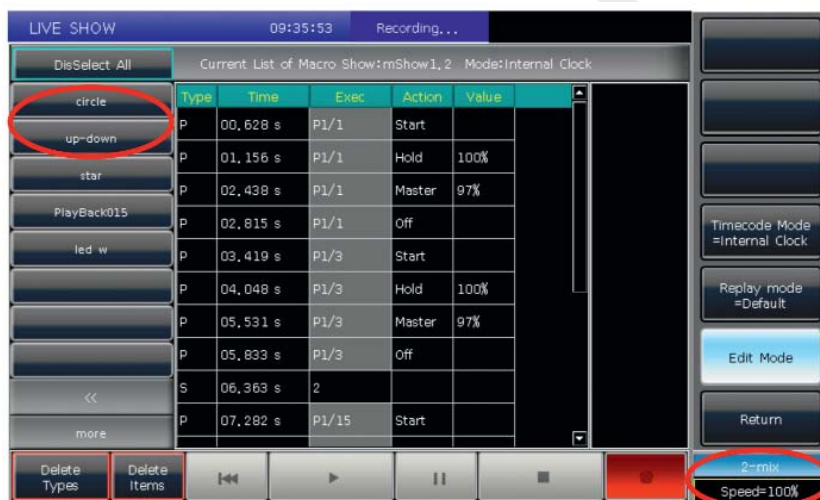 LIVE SHOW 09:35:53 Recording...
DisSelect All
Current List of Macro Show:mShow1,2 Mode:Internal Clock
circle
up-down
star
PlayBack015
led w
<<
more
Type Time Exec Action Value
P 00.628 s P1/1 Start
P 01.156 s P1/1 Hold 100%
P 02.438 s P1/1 Master 97%
P 02.815 s P1/1 Off
P 03.419 s P1/3 Start
P 04.048 s P1/3 Hold 100%
P 05.531 s P1/3 Master 97%
P 05.833 s P1/3 Off
S 06.363 s 2
P 07.282 s P1/15 Start
Timecode Mode
=Internal Clock
Replay mode
=Default
Edit Mode
Return
2-mix
Speed=100%
Delete
Types
Delete
Items